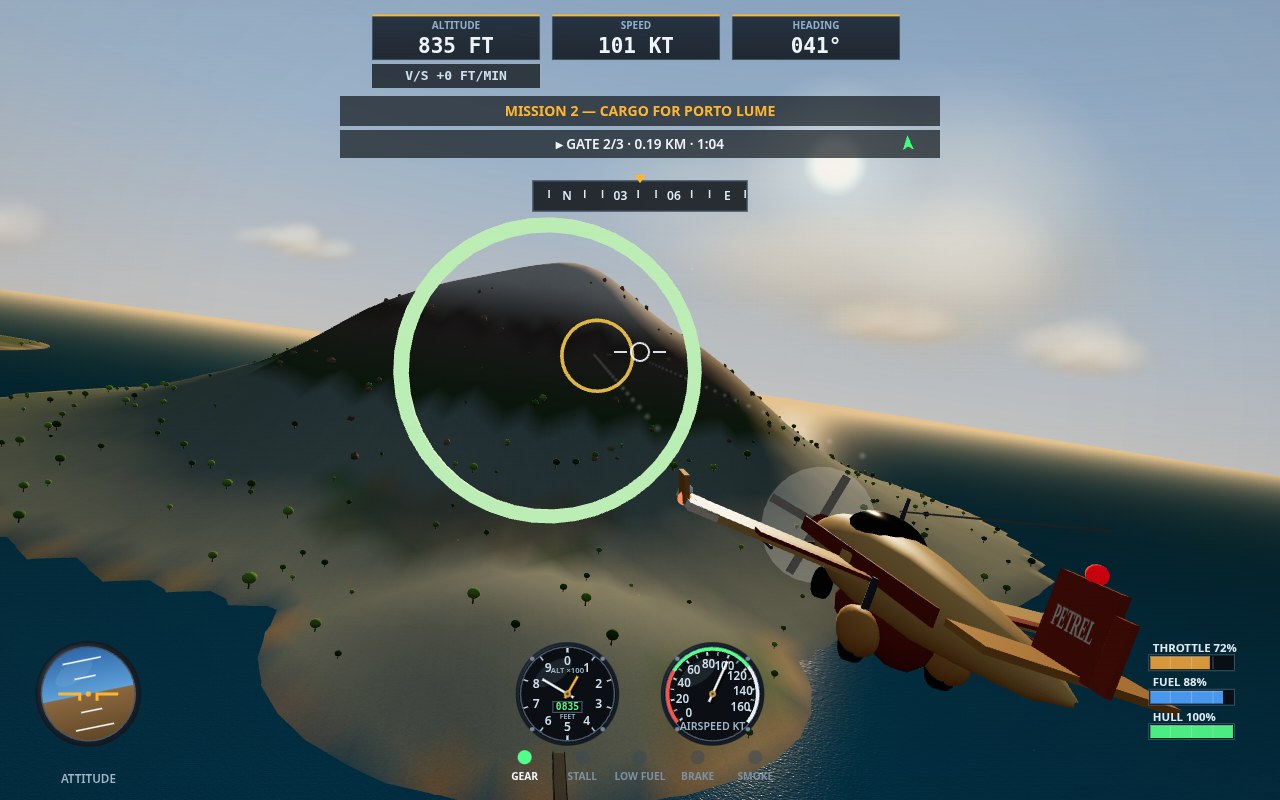 ALTITUDE
835 FT
V/S +0 FT/MIN
SPEED
101 KT
HEADING
041°
MISSION 2 — CARGO FOR PORTO LUME
▸ GATE 2/3 · 0.19 KM · 1:04
N 03 06 E
PETREL
THROTTLE 72%
FUEL 88%
HULL 100%
ATTITUDE
0 1 2 3 4 5 6 7 8 9
ALT ×100
0835
FEET
0 20 40 60 80 100 120 140 160
AIRSPEED KT
GEAR STALL LOW FUEL BRAKE SMOKE